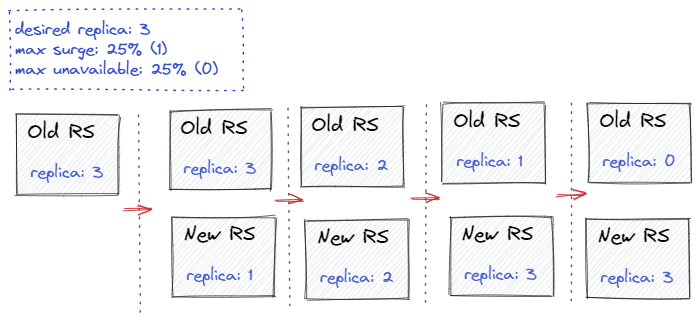 desired replica: 3
max surge: 25% (1)
max unavailable: 25% (0)
Old RS
replica: 3
Old RS
replica: 3
New RS
replica: 1
Old RS
replica: 2
New RS
replica: 2
Old RS
replica: 1
New RS
replica: 3
Old RS
replica: 0
New RS
replica: 3